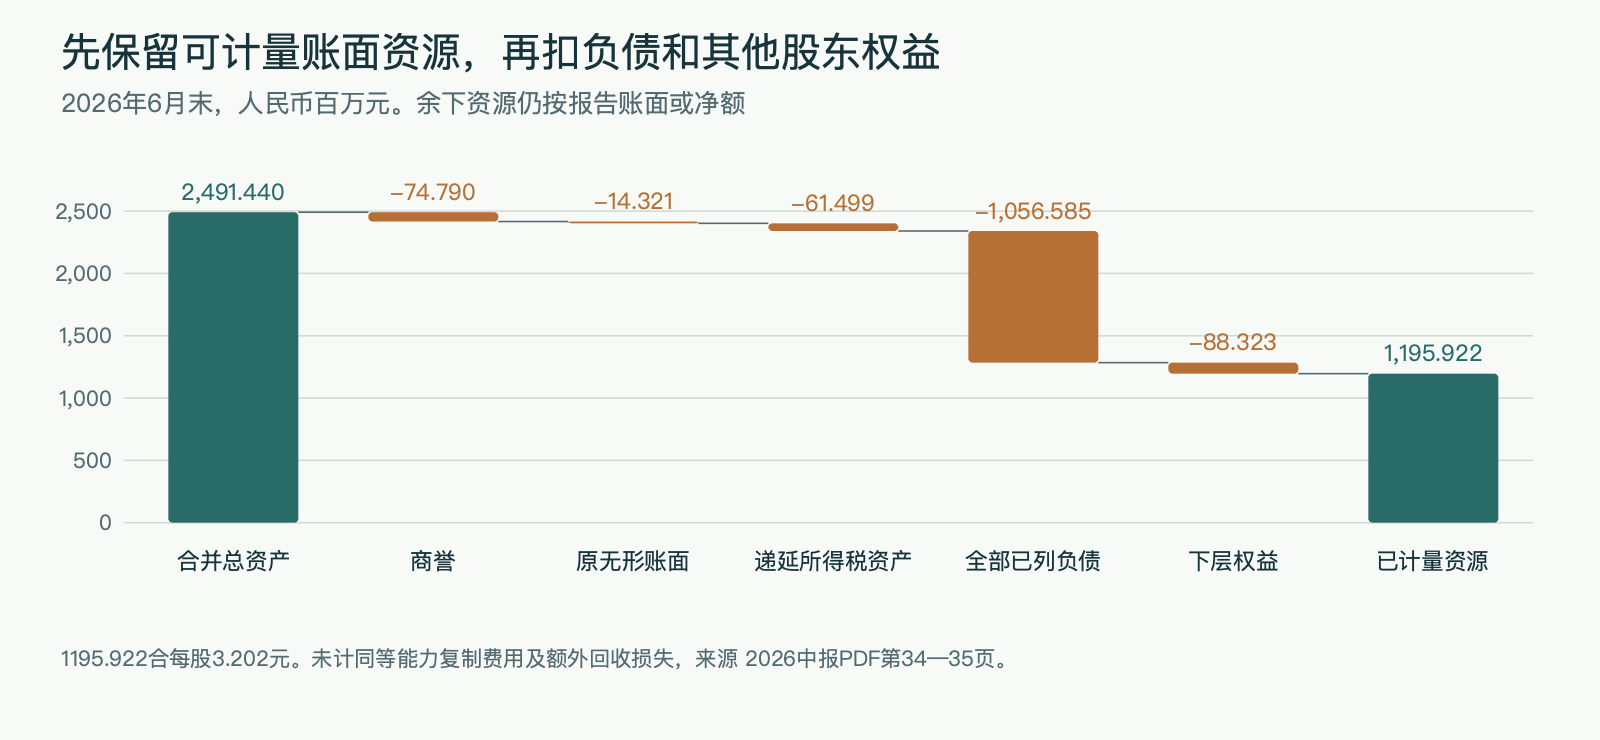 先保留可计量账面资源，再扣负债和其他股东权益
2026年6月末，人民币百万元。余下资源仍按报告账面或净额
2,491.440
−74.790
−14.321
−61.499
−1,056.585
−88.323
1,195.922
2,500
2,000
1,500
1,000
500
0
合并总资产
商誉
原无形账面
递延所得税资产
全部已列负债
下层权益
已计量资源
1195.922合每股3.202元。未计同等能力复制费用及额外回收损失，来源 2026中报PDF第34—35页。